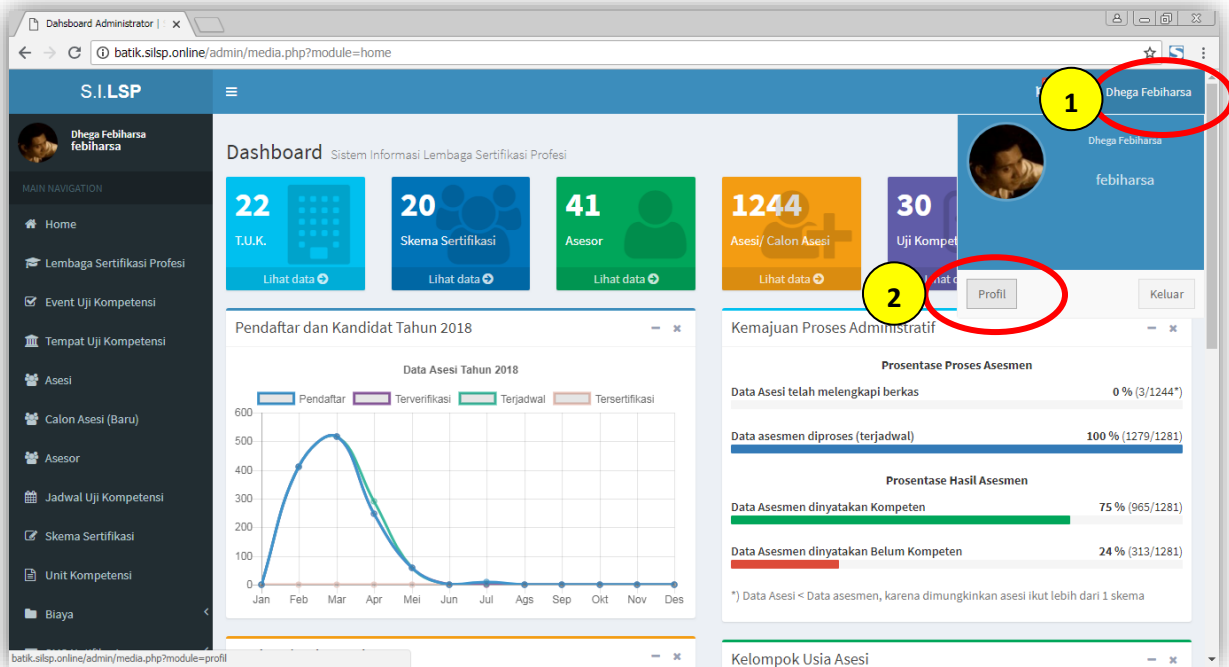 Dahsboard Administrator |
batik.silsp.online/admin/media.php?module=home
S.I.LSP
1
Dhega Febiharsa
Dhega Febiharsa
febiharsa
Dhega Febiharsa
febiharsa
Profil
Keluar
2
MAIN NAVIGATION
Home
Lembaga Sertifikasi Profesi
Event Uji Kompetensi
Tempat Uji Kompetensi
Asesi
Calon Asesi (Baru)
Asesor
Jadwal Uji Kompetensi
Skema Sertifikasi
Unit Kompetensi
Biaya
batik.silsp.online/admin/media.php?module=profil
Dashboard Sistem Informasi Lembaga Sertifikasi Profesi
22
T.U.K.
Lihat data
20
Skema Sertifikasi
Lihat data
41
Asesor
Lihat data
1244
Asesi/ Calon Asesi
Lihat data
30
Uji Kompet
Pendaftar dan Kandidat Tahun 2018
Data Asesi Tahun 2018
Pendaftar Terverifikasi Terjadwal Tersertifikasi
600
500
400
300
200
100
0
Jan Feb Mar Apr Mei Jun Jul Ags Sep Okt Nov Des
Kemajuan Proses Administratif
Prosentase Proses Asesmen
Data Asesi telah melengkapi berkas 0 % (3/1244*)
Data asesmen diproses (terjadwal) 100 % (1279/1281)
Prosentase Hasil Asesmen
Data Asesmen dinyatakan Kompeten 75 % (965/1281)
Data Asesmen dinyatakan Belum Kompeten 24 % (313/1281)
*) Data Asesi < Data asesmen, karena dimungkinkan asesi ikut lebih dari 1 skema
Kelompok Usia Asesi